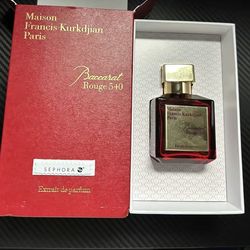 Maison
Francis Kurkdjian
Paris
Baccarat
Rouge 540
SEPHORA
Extrait de parfum
Maison
Francis Kurkdjian
Paris